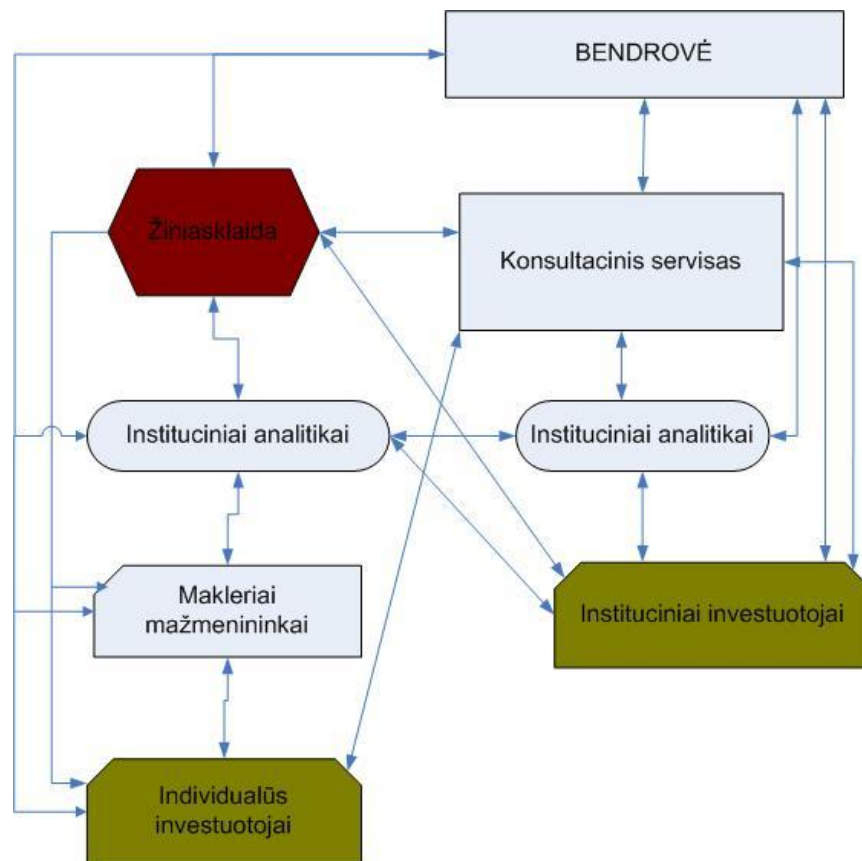 BENDROVĖ
Žiniasklaida
Konsultacinis servisas
Instituciniai analitikai
Instituciniai analitikai
Makleriai
mažmenininkai
Instituciniai investuotojai
Individualūs
investuotojai